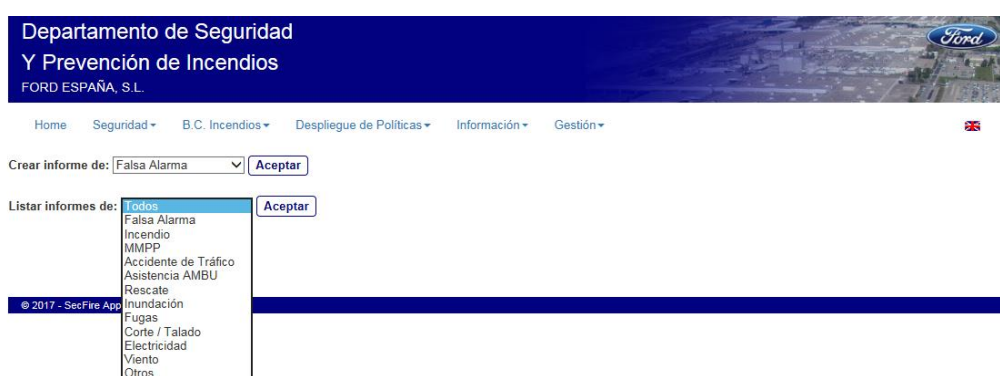 Departamento de Seguridad
Y Prevención de Incendios
FORD ESPAÑA, S.L.
Ford
Home Seguridad B.C. Incendios Despliegue de Políticas Información Gestión
Crear informe de: Falsa Alarma Aceptar
Listar informes de: Todos Aceptar
Falsa Alarma
Incendio
MMPP
Accidente de Tráfico
Asistencia AMBU
Rescate
Inundación
Fugas
Corte / Talado
Electricidad
Viento
Otros
© 2017 - SecFire App